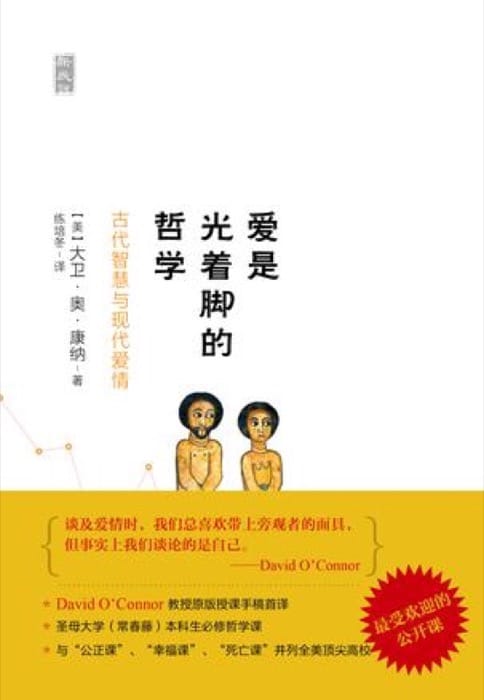 爱是
光着脚的
哲学
古代智慧与现代爱情
【美】大卫·奥·康纳–著
练培冬–译
谈及爱情时，我们总喜欢带上旁观者的面具，
但事实上我们谈论的是自己。
——David O’Connor
* David O’Connor 教授原版授课手稿首译
* 圣母大学（常春藤）本科生必修哲学课
* 与“公正课”、“幸福课”、“死亡课”并列全美顶尖高校
最受欢迎的
公开课